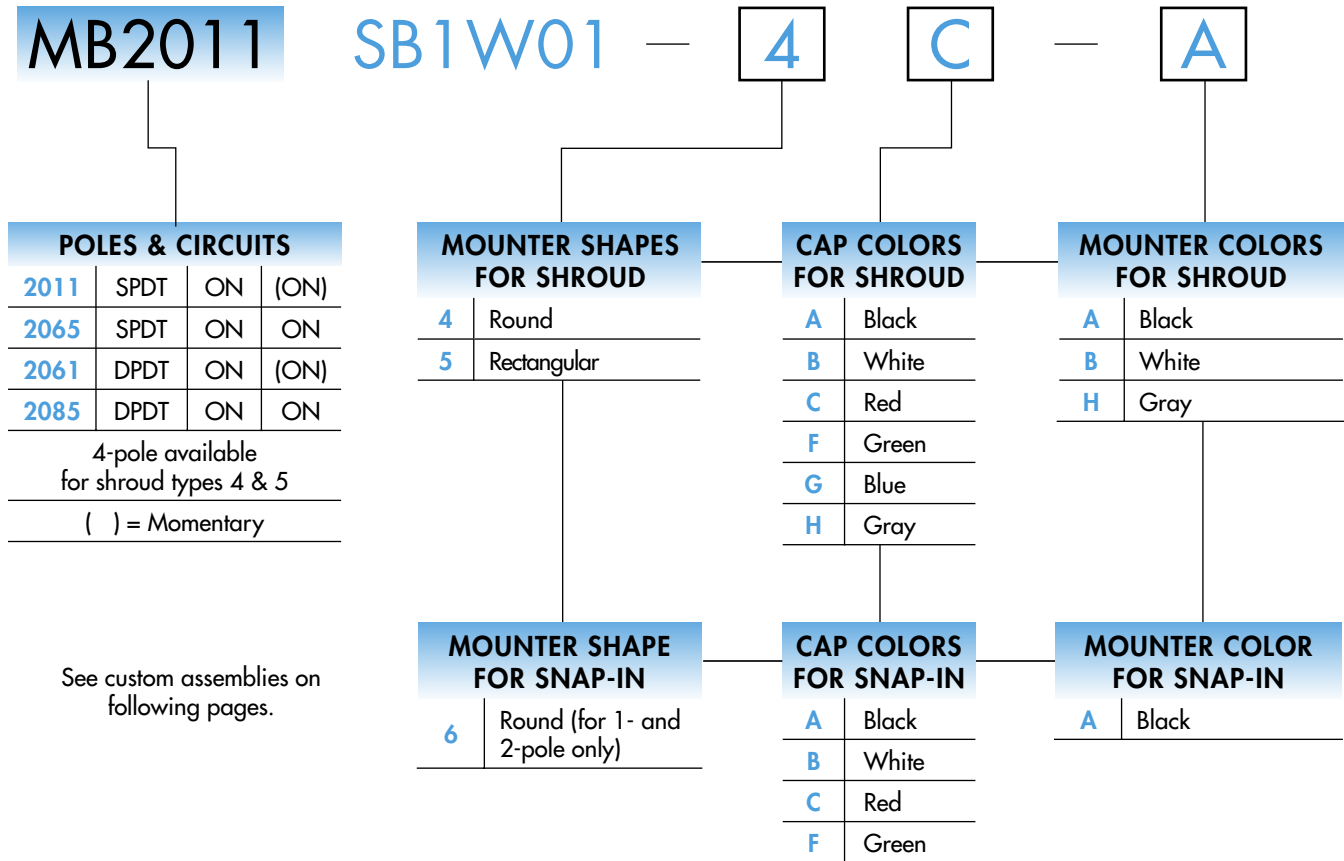 MB2011 SB1W01 — 4 C — A
POLES & CIRCUITS
2011 SPDT ON (ON)
2065 SPDT ON ON
2061 DPDT ON (ON)
2085 DPDT ON ON
4-pole available
for shroud types 4 & 5
( ) = Momentary
See custom assemblies on
following pages.
MOUNTER SHAPES
FOR SHROUD
4 Round
5 Rectangular
CAP COLORS
FOR SHROUD
A Black
B White
C Red
F Green
G Blue
H Gray
MOUNTER COLORS
FOR SHROUD
A Black
B White
H Gray
MOUNTER SHAPE
FOR SNAP-IN
6 Round (for 1- and
2-pole only)
CAP COLORS
FOR SNAP-IN
A Black
B White
C Red
F Green
MOUNTER COLOR
FOR SNAP-IN
A Black